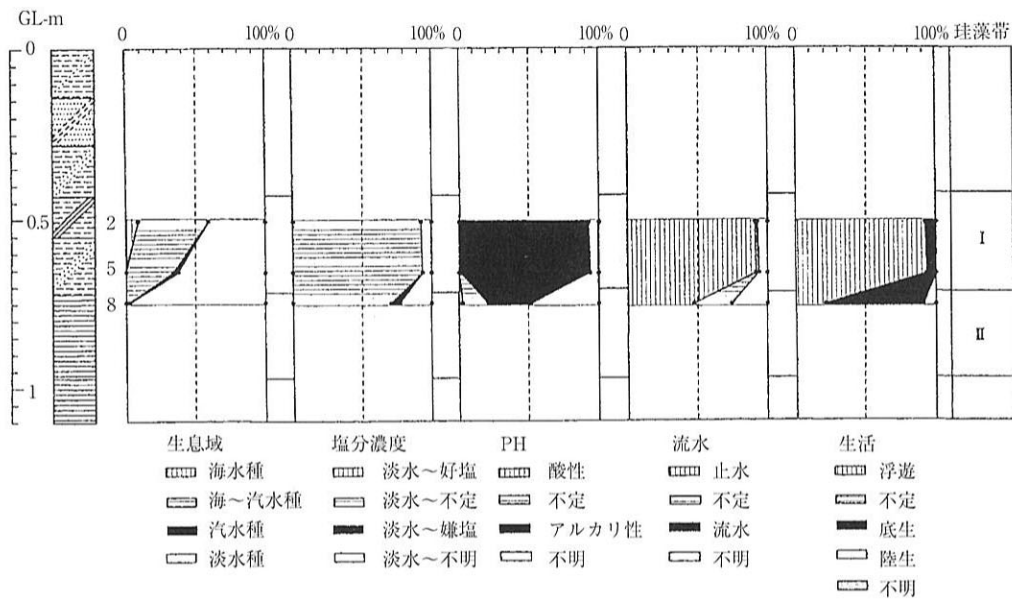 GL-m
0 100% 0 100% 0 100% 0 100% 0 100% 珪藻帯
0
0.5
1
2
5
8
I
II
生息域
海水種
海~汽水種
汽水種
淡水種
塩分濃度
淡水~好塩
淡水~不定
淡水~嫌塩
淡水~不明
PH
酸性
不定
アルカリ性
不明
流水
止水
不定
流水
不明
生活
浮遊
不定
底生
陸生
不明